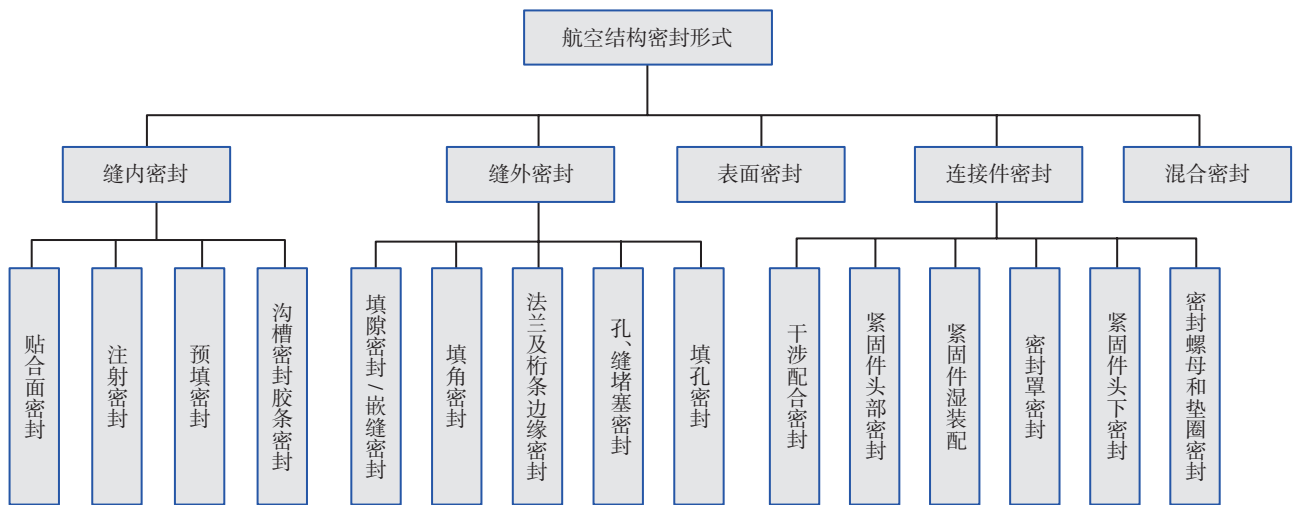 航空结构密封形式
缝内密封
缝外密封
表面密封
连接件密封
混合密封
贴合面密封
注射密封
预填密封
沟槽密封胶条密封
填隙密封/嵌缝密封
填角密封
法兰及桁条边缘密封
孔、缝堵塞密封
填孔密封
干涉配合密封
紧固件头部密封
紧固件湿装配
密封罩密封
紧固件头下密封
密封螺母和垫圈密封